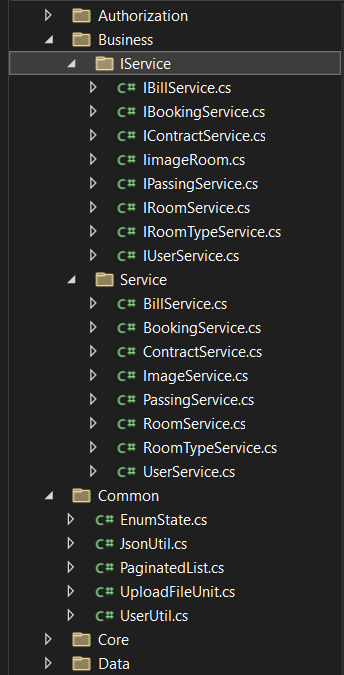 Authorization
Business
IService
C# IBillService.cs
C# IBookingService.cs
C# IContractService.cs
C# IimageRoom.cs
C# IPassingService.cs
C# IRoomService.cs
C# IRoomTypeService.cs
C# IUserService.cs
Service
C# BillService.cs
C# BookingService.cs
C# ContractService.cs
C# ImageService.cs
C# PassingService.cs
C# RoomService.cs
C# RoomTypeService.cs
C# UserService.cs
Common
C# EnumState.cs
C# JsonUtil.cs
C# PaginatedList.cs
C# UploadFileUnit.cs
C# UserUtil.cs
Core
Data